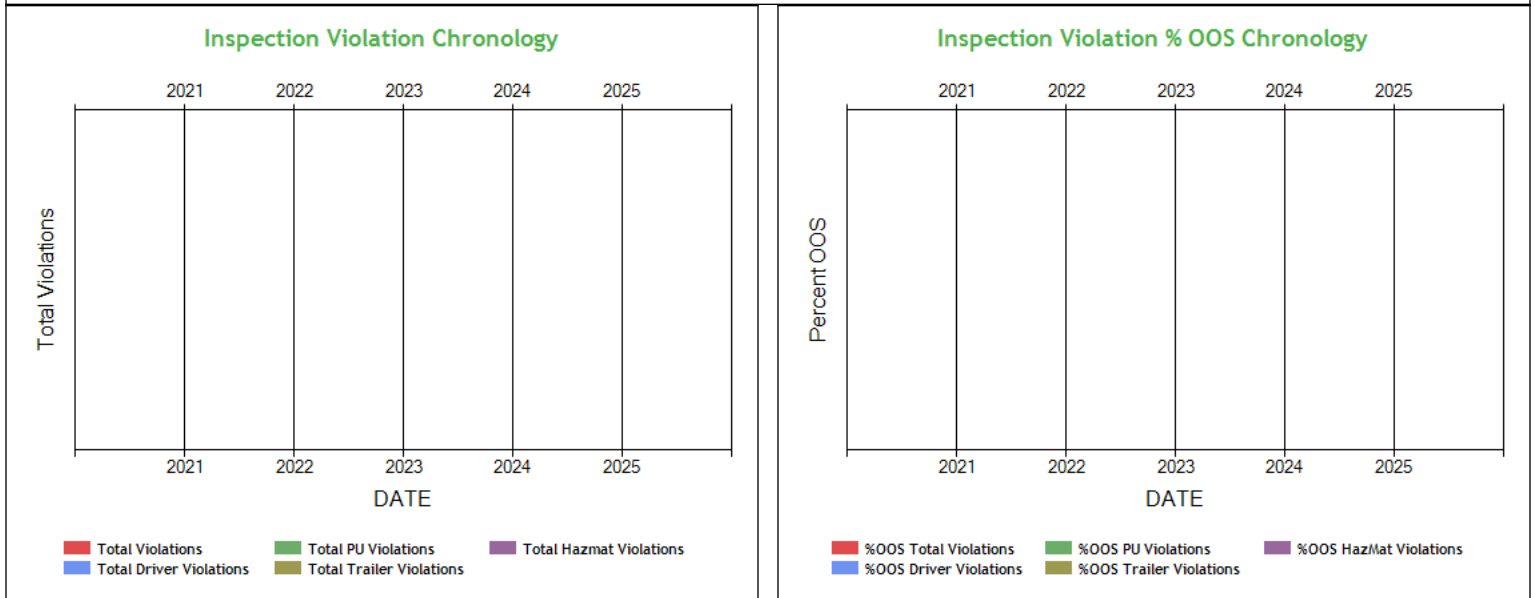 Inspection Violation Chronology
2021 2022 2023 2024 2025
Total Violations
2021 2022 2023 2024 2025
DATE
Total Violations Total PU Violations Total Hazmat Violations
Total Driver Violations Total Trailer Violations
Inspection Violation % OOS Chronology
2021 2022 2023 2024 2025
Percent OOS
2021 2022 2023 2024 2025
DATE
%OOS Total Violations %OOS PU Violations %OOS HazMat Violations
%OOS Driver Violations %OOS Trailer Violations